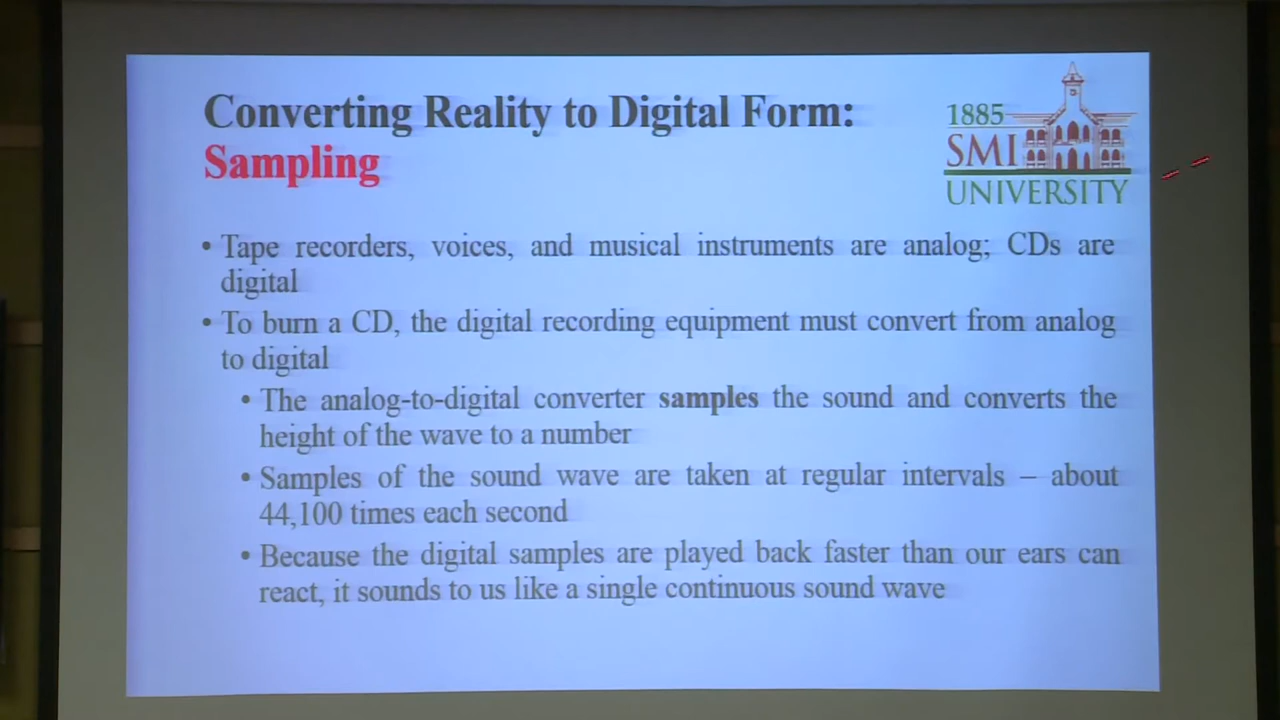 Converting Reality to Digital Form:
Sampling
1885
SMI
UNIVERSITY
• Tape recorders, voices, and musical instruments are analog; CDs are
digital
• To burn a CD, the digital recording equipment must convert from analog
to digital
• The analog-to-digital converter samples the sound and converts the
height of the wave to a number
• Samples of the sound wave are taken at regular intervals – about
44,100 times each second
• Because the digital samples are played back faster than our ears can
react, it sounds to us like a single continuous sound wave